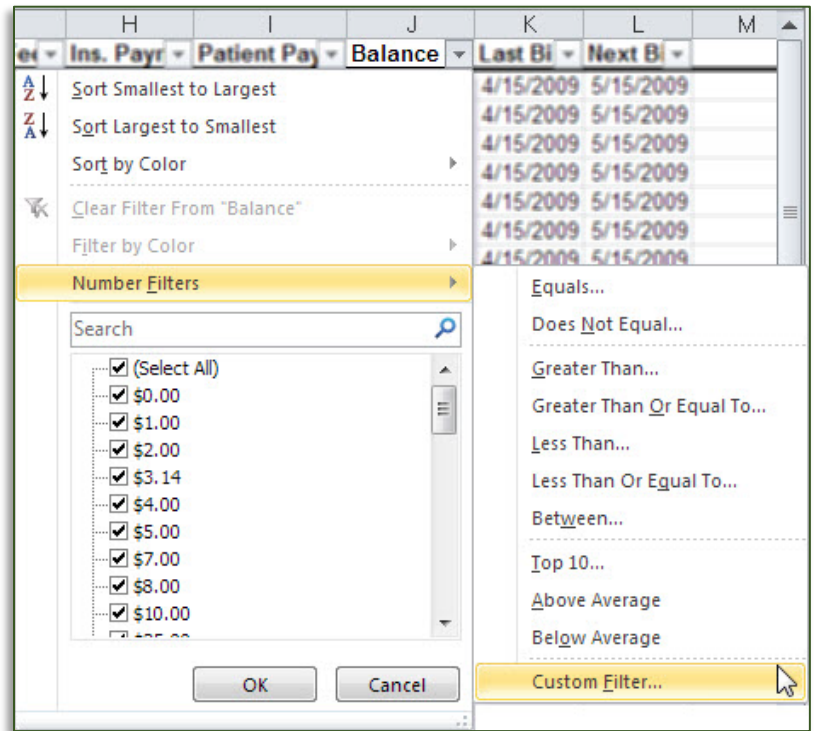 H I J K L M
Ins. Payr Patient Pay Balance Last Bi Next Bi
Sort Smallest to Largest
Sort Largest to Smallest
Sort by Color
Clear Filter From "Balance"
Filter by Color
Number Filters
Search
(Select All)
$0.00
$1.00
$2.00
$3.14
$4.00
$5.00
$7.00
$8.00
$10.00
OK Cancel
4/15/2009 5/15/2009
4/15/2009 5/15/2009
4/15/2009 5/15/2009
4/15/2009 5/15/2009
4/15/2009 5/15/2009
4/15/2009 5/15/2009
4/15/2009 5/15/2009
Equals...
Does Not Equal...
Greater Than...
Greater Than Or Equal To...
Less Than...
Less Than Or Equal To...
Between...
Top 10...
Above Average
Below Average
Custom Filter...